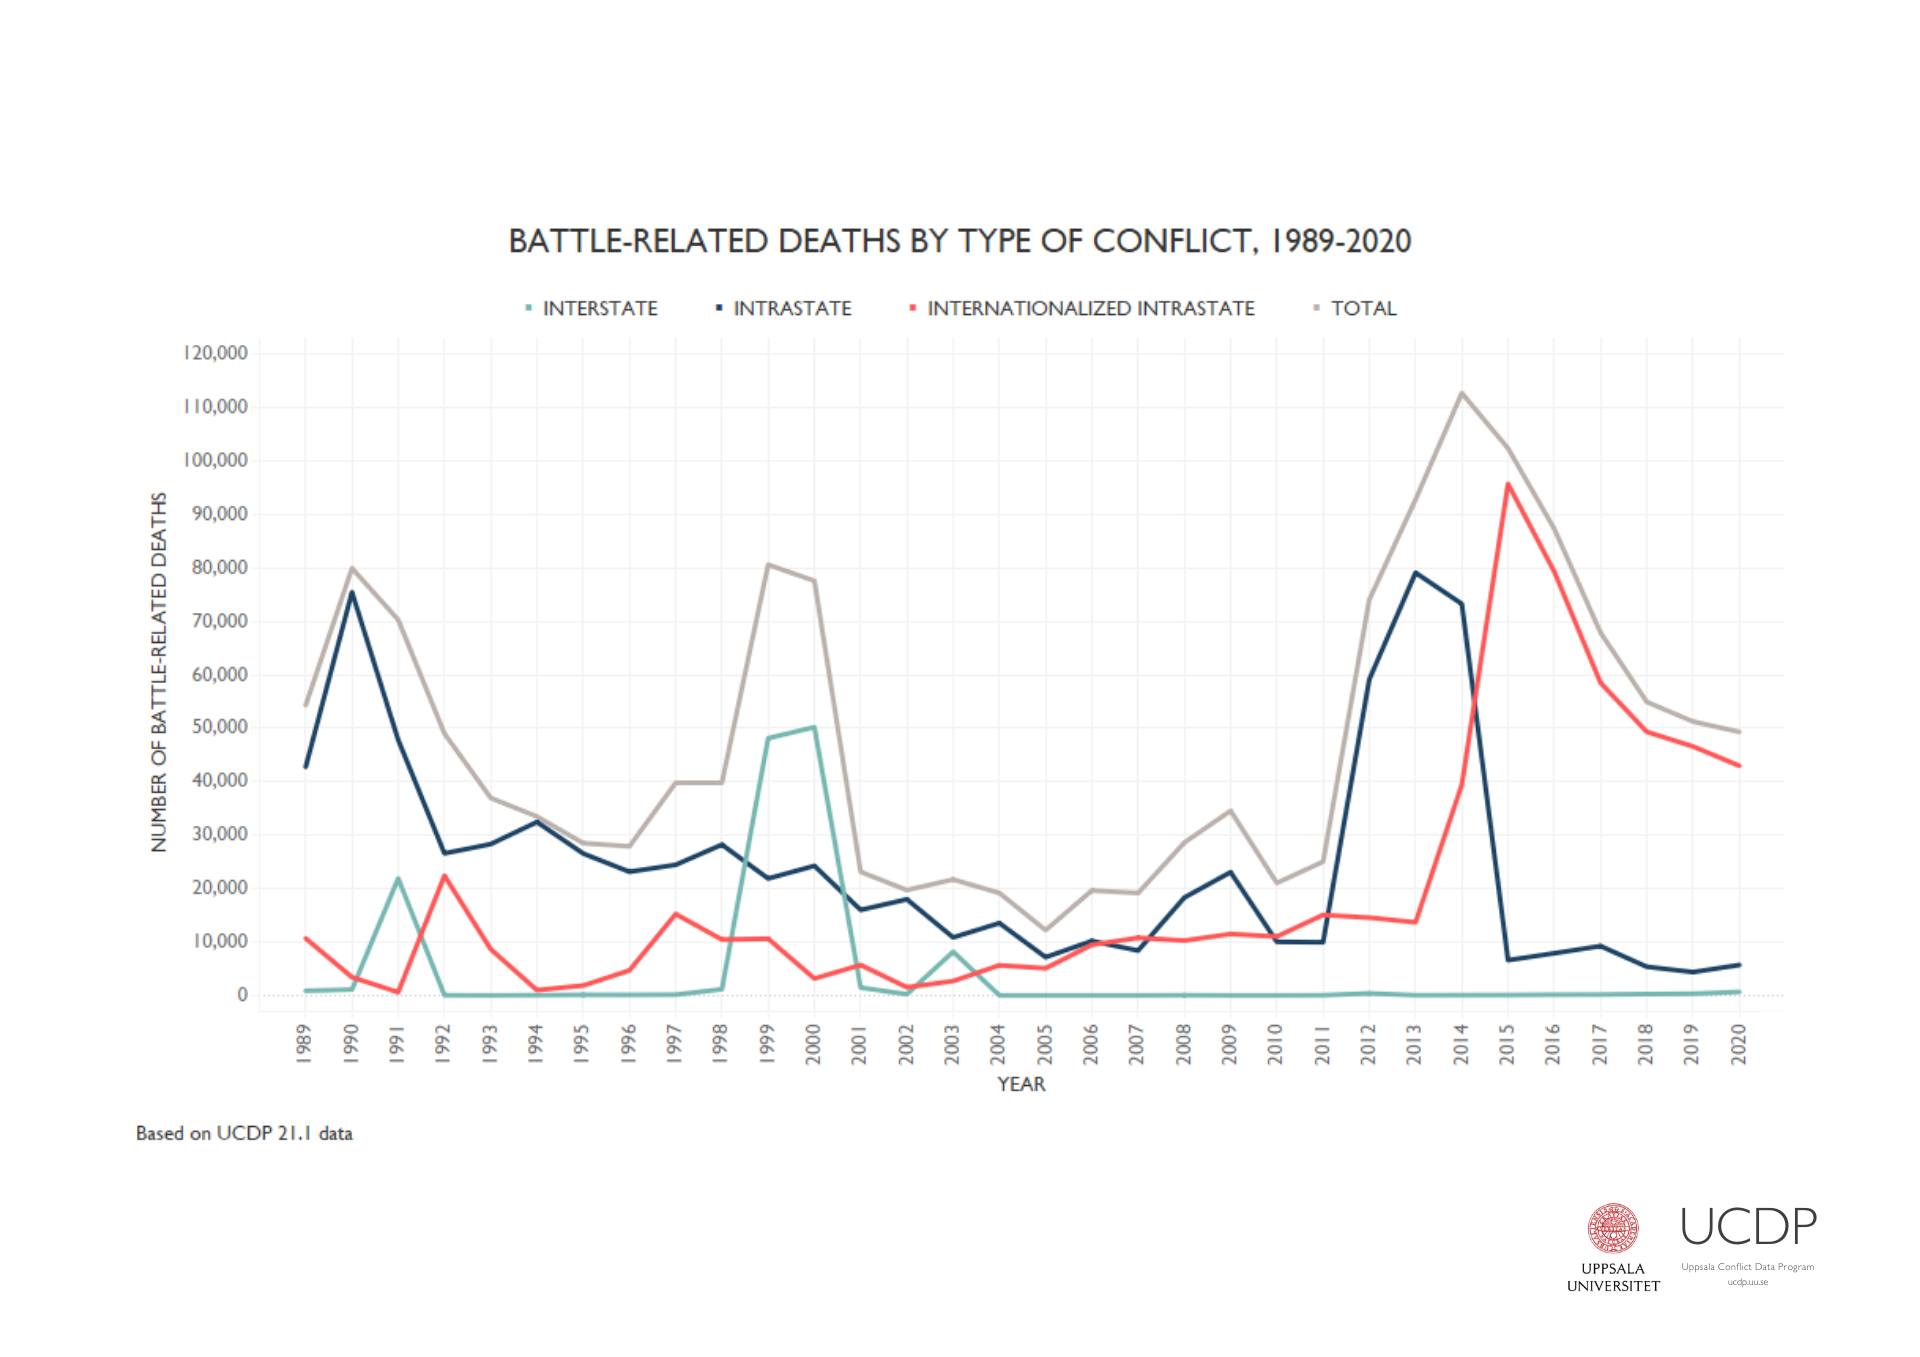 BATTLE-RELATED DEATHS BY TYPE OF CONFLICT, 1989-2020
INTERSTATE INTRASTATE INTERNATIONALIZED INTRASTATE TOTAL
120,000
110,000
100,000
90,000
80,000
70,000
60,000
50,000
40,000
30,000
20,000
10,000
0
NUMBER OF BATTLE-RELATED DEATHS
1989 1990 1991 1992 1993 1994 1995 1996 1997 1998 1999 2000 2001 2002 2003 2004 2005 2006 2007 2008 2009 2010 2011 2012 2013 2014 2015 2016 2017 2018 2019 2020
YEAR
Based on UCDP 21.1 data
UPPSALA
UNIVERSITET
UCDP
Uppsala Conflict Data Program
ucdp.uu.se